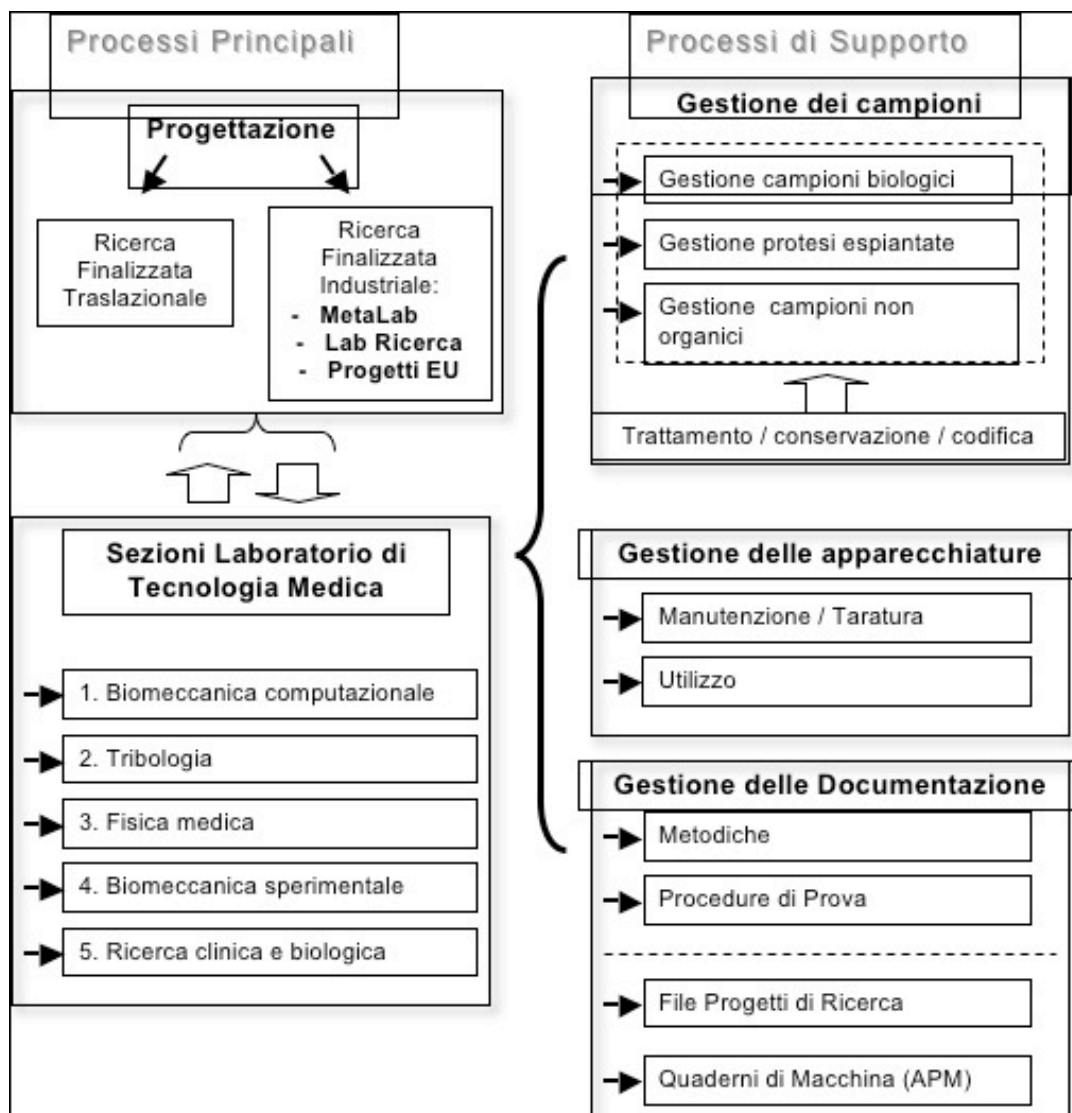 Processi Principali
Progettazione
Ricerca
Finalizzata
Traslazionale
Ricerca
Finalizzata
Industriale:
- MetaLab
- Lab Ricerca
- Progetti EU
Sezioni Laboratorio di
Tecnologia Medica
1. Biomeccanica computazionale
2. Tribologia
3. Fisica medica
4. Biomeccanica sperimentale
5. Ricerca clinica e biologica
Processi di Supporto
Gestione dei campioni
Gestione campioni biologici
Gestione protesi espiantate
Gestione campioni non
organici
Trattamento / conservazione / codifica
Gestione delle apparecchiature
Manutenzione / Taratura
Utilizzo
Gestione delle Documentazione
Metodiche
Procedure di Prova
File Progetti di Ricerca
Quaderni di Macchina (APM)